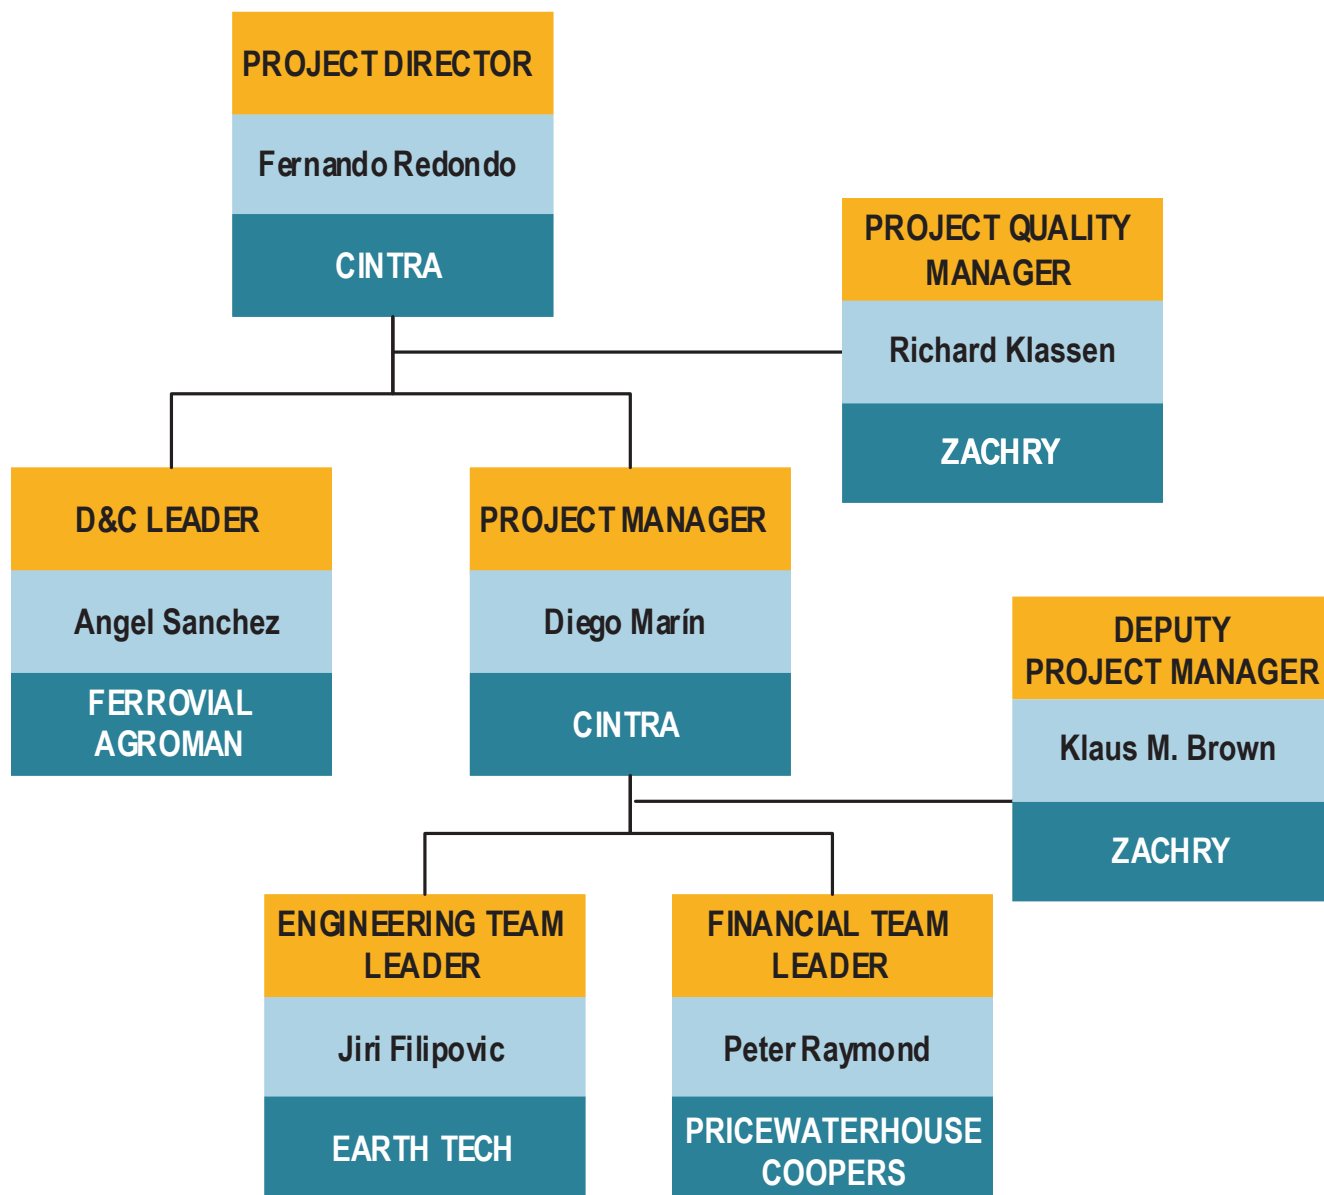 PROJECT DIRECTOR
Fernando Redondo
CINTRA
PROJECT QUALITY
MANAGER
Richard Klassen
ZACHRY
D&C LEADER
Angel Sanchez
FERROVIAL
AGROMAN
PROJECT MANAGER
Diego Marín
CINTRA
DEPUTY
PROJECT MANAGER
Klaus M. Brown
ZACHRY
ENGINEERING TEAM
LEADER
Jiri Filipovic
EARTH TECH
FINANCIAL TEAM
LEADER
Peter Raymond
PRICEWATERHOUSE
COOPERS